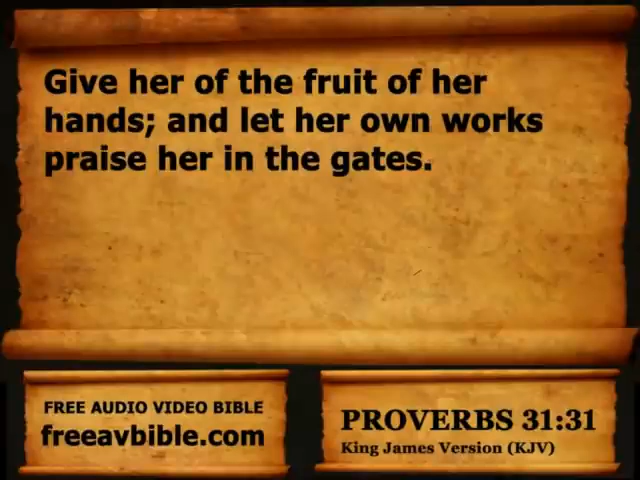 Give her of the fruit of her
hands; and let her own works
praise her in the gates.
FREE AUDIO VIDEO BIBLE
freeavbible.com
PROVERBS 31:31
King James Version (KJV)